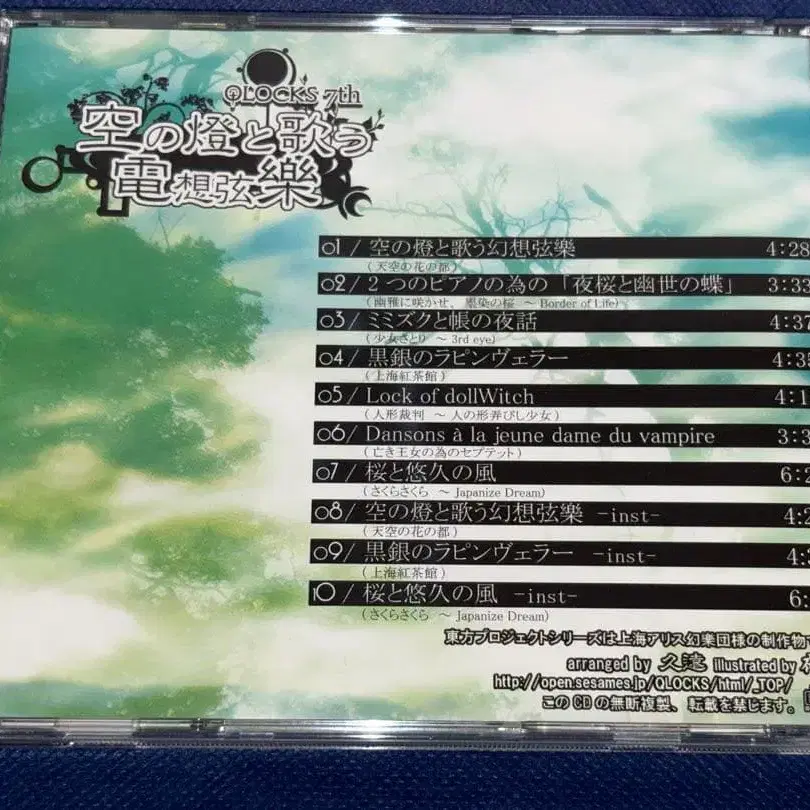 QLOCKS 7th
空の燈と歌う
電想弦樂
01 / 空の燈と歌う幻想弦樂 4:28
(天空の花の都)
02 / 2つのピアノの為の「夜桜と幽世の蝶」 3:33
(幽雅に咲かせ、墨染の桜 ～ Border of Life)
03 / ミミズクと帳の夜話 4:37
(少女さとり ～ 3rd eye)
04 / 黒銀のラピンヴェラー 4:35
(上海紅茶館)
05 / Lock of dollWitch 4:1
(人形裁判 ～ 人の形弄びし少女)
06 / Dansons à la jeune dame du vampire 3:3
(亡き王女の為のセプテット)
07 / 桜と悠久の風 6:2
(さくらさくら ～ Japanize Dream)
08 / 空の燈と歌う幻想弦樂 -inst- 4:2
(天空の花の都)
09 / 黒銀のラピンヴェラー -inst- 4:3
(上海紅茶館)
10 / 桜と悠久の風 -inst- 6:
(さくらさくら ～ Japanize Dream)
東方プロジェクトシリーズは上海アリス幻樂団様の制作物
arranged by 久遠 illustrated by
http://open.sesames.jp/QLOCKS/html/_TOP/
このCDの無断複製、転載を禁じます。